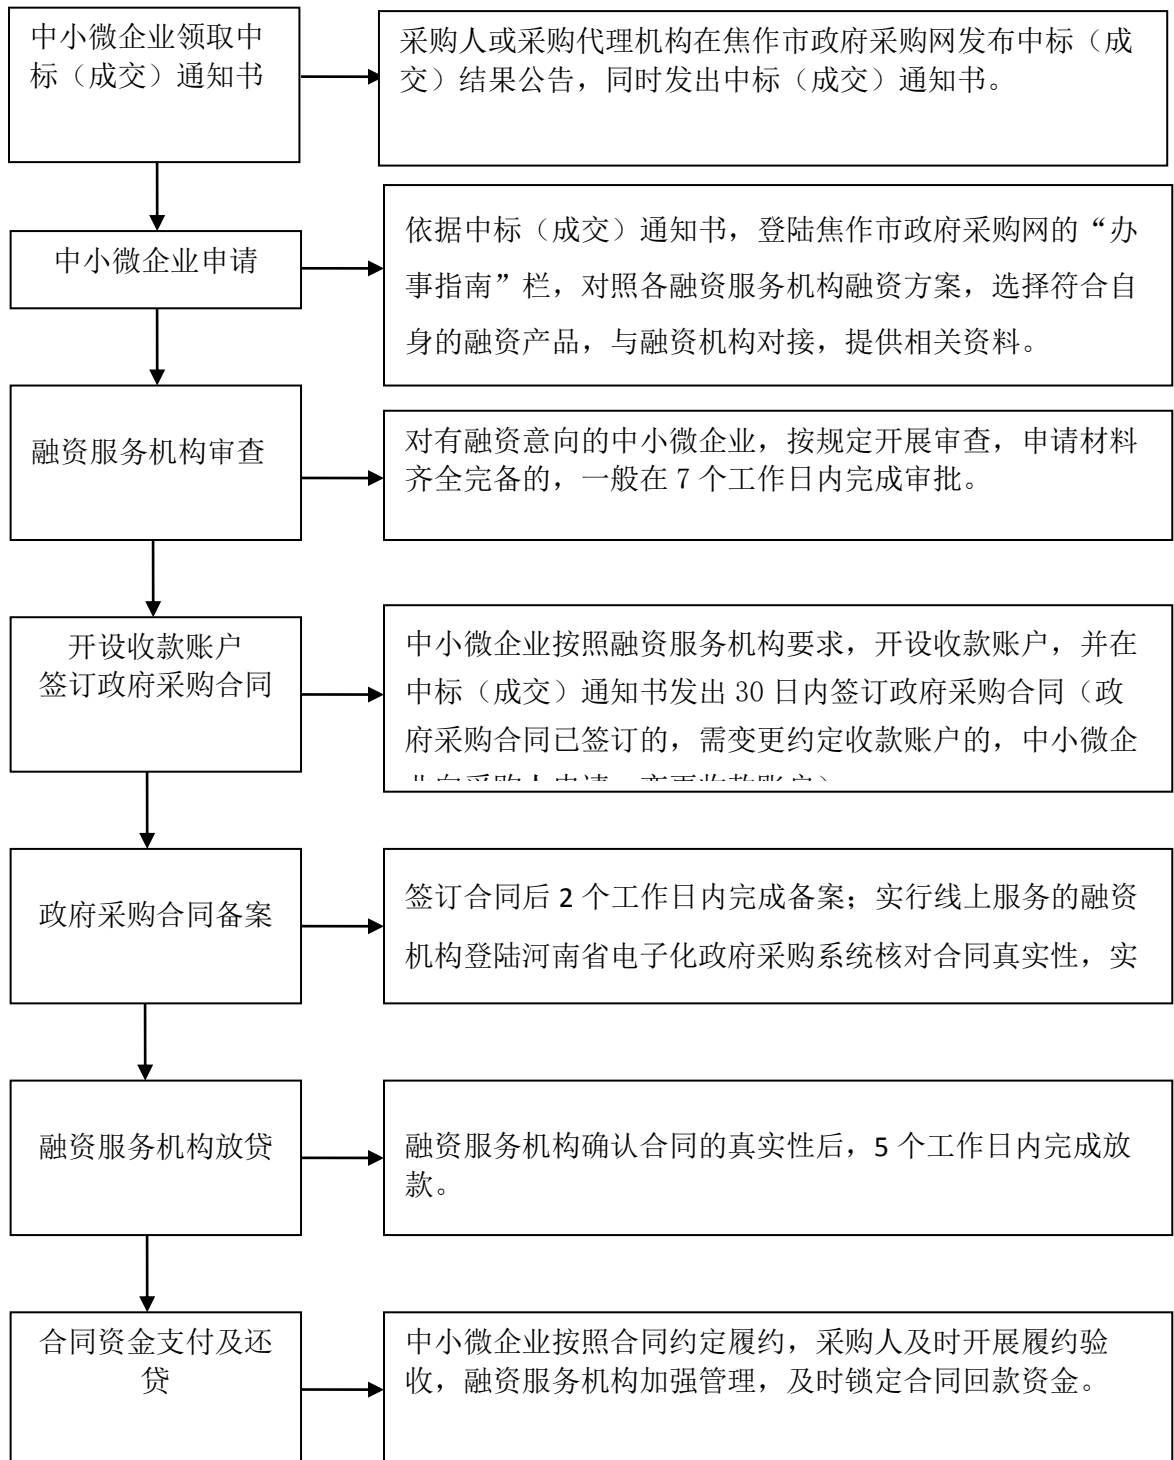 中小微企业领取中
标（成交）通知书
采购人或采购代理机构在焦作市政府采购网发布中标（成
交）结果公告，同时发出中标（成交）通知书。
中小微企业申请
依据中标（成交）通知书，登陆焦作市政府采购网的“办
事指南”栏，对照各融资服务机构融资方案，选择符合自
身的融资产品，与融资机构对接，提供相关资料。
融资服务机构审查
对有融资意向的中小微企业，按规定开展审查，申请材料
齐全完备的，一般在 7 个工作日内完成审批。
开设收款账户
签订政府采购合同
中小微企业按照融资服务机构要求，开设收款账户，并在
中标（成交）通知书发出 30 日内签订政府采购合同（政
府采购合同已签订的，需变更约定收款账户的，中小微企
政府采购合同备案
签订合同后 2 个工作日内完成备案；实行线上服务的融资
机构登陆河南省电子化政府采购系统核对合同真实性，实
融资服务机构放贷
融资服务机构确认合同的真实性后，5 个工作日内完成放
款。
合同资金支付及还
贷
中小微企业按照合同约定履约，采购人及时开展履约验
收，融资服务机构加强管理，及时锁定合同回款资金。